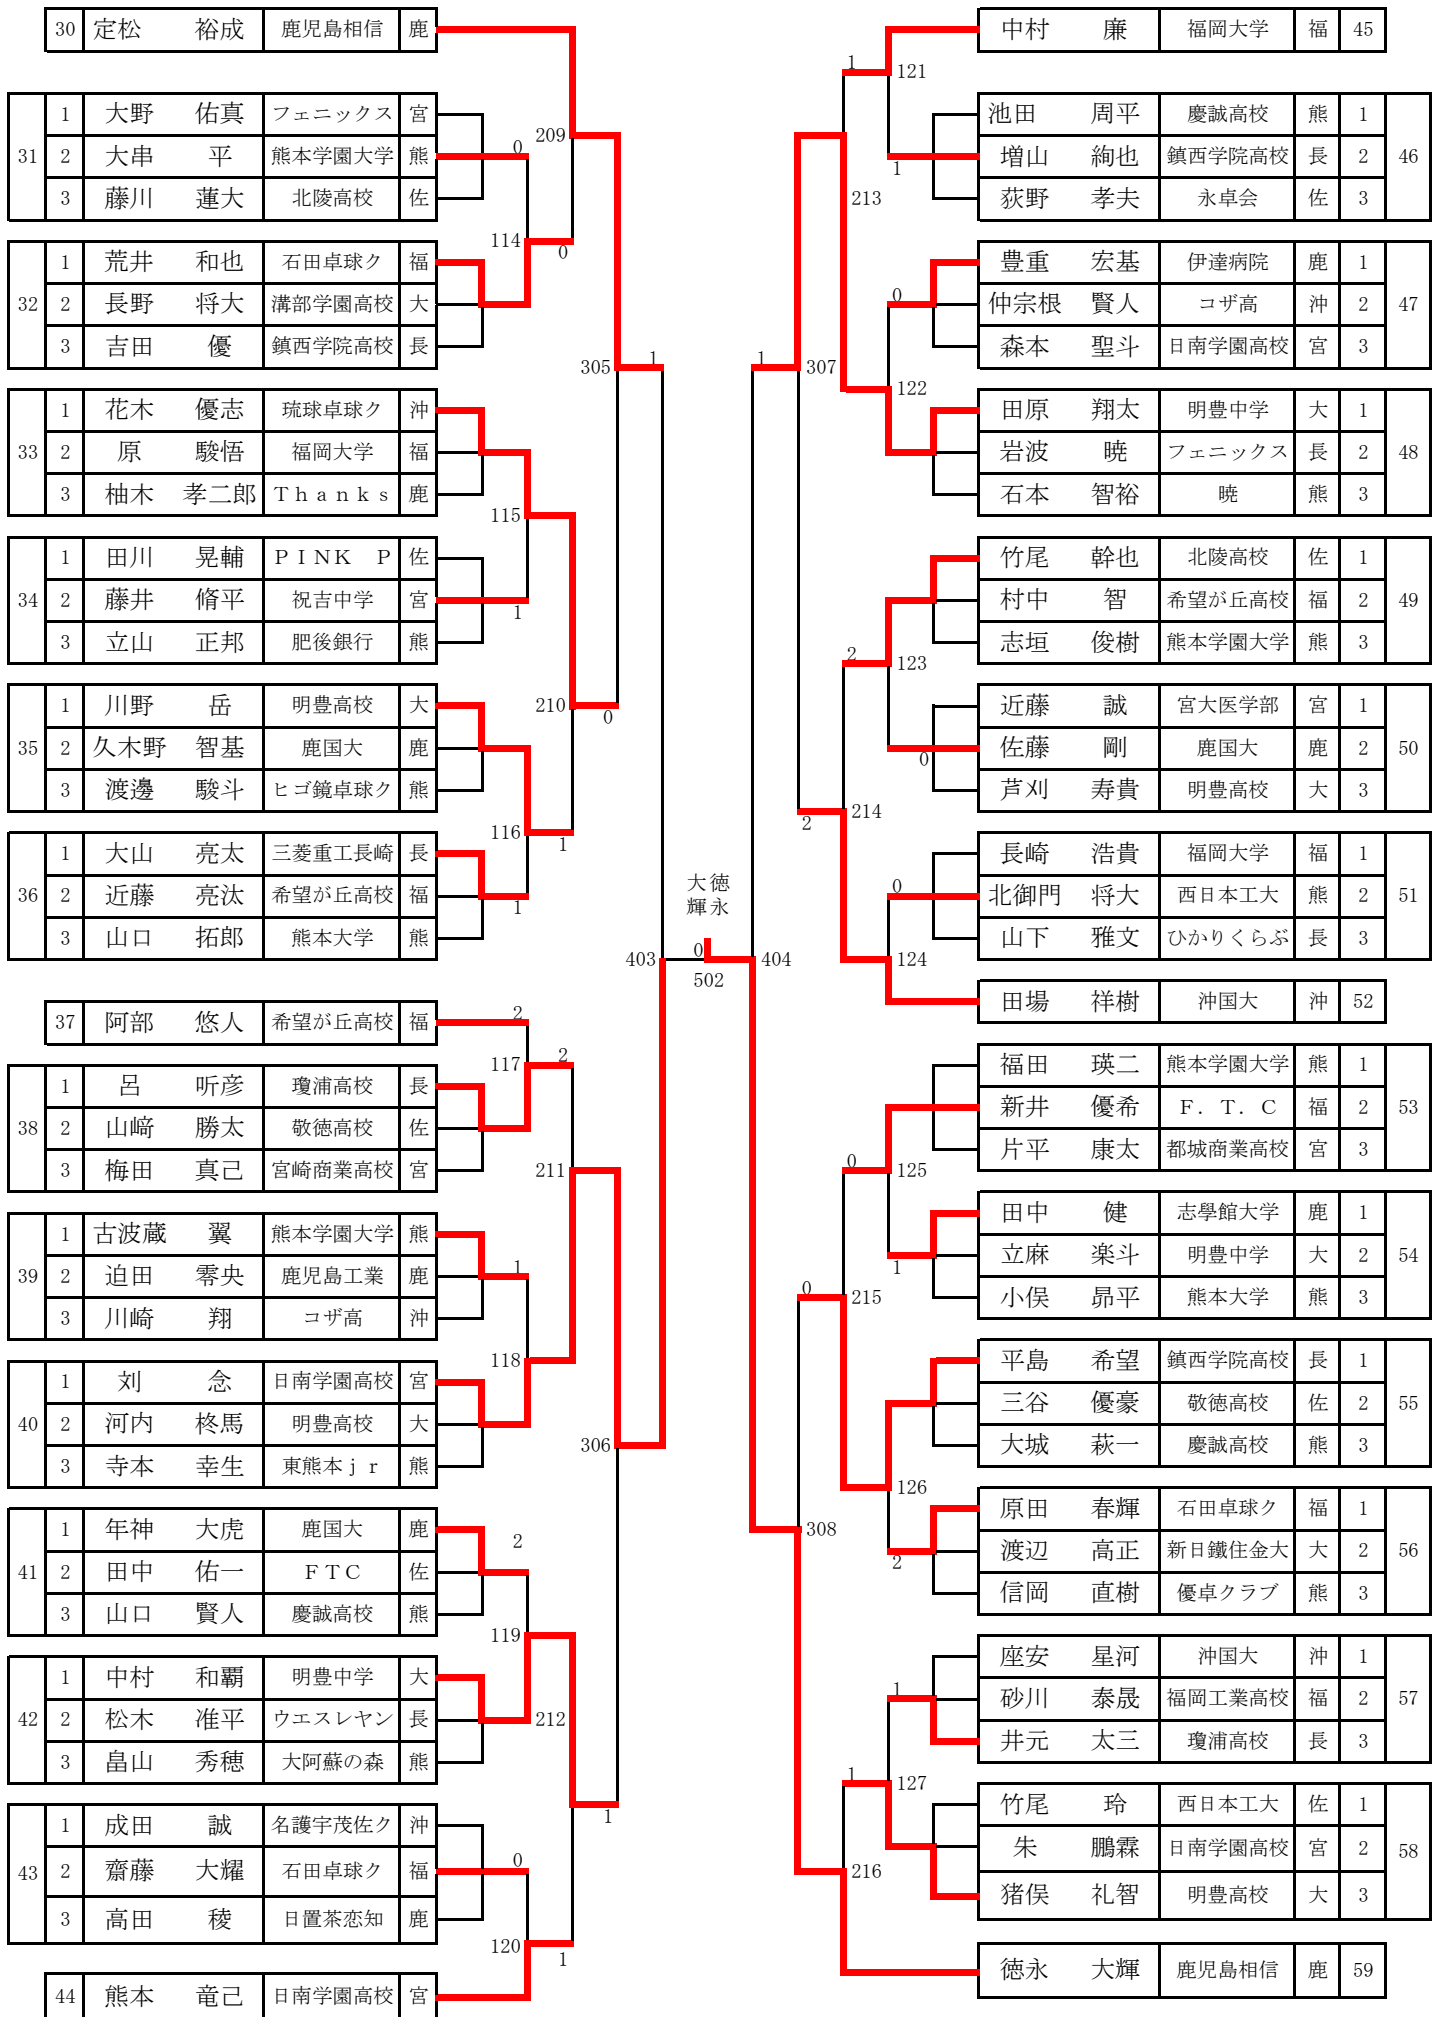 30 定松 裕成 鹿児島相信 鹿
31
1 大野 佑真 フェニックス 宮
2 大串 平 熊本学園大学 熊
3 藤川 蓮大 北陵高校 佐
32
1 荒井 和也 石田卓球ク 福
2 長野 将大 溝部学園高校 大
3 吉田 優 鎮西学院高校 長
33
1 花木 優志 琉球卓球ク 沖
2 原 駿悟 福岡大学 福
3 柚木 孝二郎 Ｔｈａｎｋｓ 鹿
34
1 田川 晃輔 ＰＩＮＫ Ｐ 佐
2 藤井 脩平 祝吉中学 宮
3 立山 正邦 肥後銀行 熊
35
1 川野 岳 明豊高校 大
2 久木野 智基 鹿国大 鹿
3 渡邊 駿斗 ヒゴ鏡卓球ク 熊
36
1 大山 亮太 三菱重工長崎 長
2 近藤 亮汰 希望が丘高校 福
3 山口 拓郎 熊本大学 熊
37 阿部 悠人 希望が丘高校 福
38
1 呂 听彦 瓊浦高校 長
2 山﨑 勝太 敬徳高校 佐
3 梅田 真己 宮崎商業高校 宮
39
1 古波蔵 翼 熊本学園大学 熊
2 迫田 零央 鹿児島工業 鹿
3 川崎 翔 コザ高 沖
40
1 刘 念 日南学園高校 宮
2 河内 柊馬 明豊高校 大
3 寺本 幸生 東熊本ｊｒ 熊
41
1 年神 大虎 鹿国大 鹿
2 田中 佑一 ＦＴＣ 佐
3 山口 賢人 慶誠高校 熊
42
1 中村 和覇 明豊中学 大
2 松木 准平 ウエスレヤン 長
3 畠山 秀穂 大阿蘇の森 熊
43
1 成田 誠 名護宇茂佐ク 沖
2 齋藤 大耀 石田卓球ク 福
3 高田 稜 日置茶恋知 鹿
44 熊本 竜己 日南学園高校 宮
0
209
114
0
305
1
115
1
210
0
116
1
1
403
2
117
2
211
1
118
306
2
119
212
1
0
120
1
大徳
輝永
0
502
1
121
1
213
0
122
1
307
2
123
0
214
2
0
124
404
0
125
1
0
215
126
2
308
1
1
127
216
中村 廉 福岡大学 福 45
池田 周平 慶誠高校 熊 1
増山 絢也 鎮西学院高校 長 2
荻野 孝夫 永卓会 佐 3
46
豊重 宏基 伊達病院 鹿 1
仲宗根 賢人 コザ高 沖 2
森本 聖斗 日南学園高校 宮 3
47
田原 翔太 明豊中学 大 1
岩波 暁 フェニックス 長 2
石本 智裕 暁 熊 3
48
竹尾 幹也 北陵高校 佐 1
村中 智 希望が丘高校 福 2
志垣 俊樹 熊本学園大学 熊 3
49
近藤 誠 宮大医学部 宮 1
佐藤 剛 鹿国大 鹿 2
芦刈 寿貴 明豊高校 大 3
50
長崎 浩貴 福岡大学 福 1
北御門 将大 西日本工大 熊 2
山下 雅文 ひかりくらぶ 長 3
51
田場 祥樹 沖国大 沖 52
福田 瑛二 熊本学園大学 熊 1
新井 優希 Ｆ．Ｔ．Ｃ 福 2
片平 康太 都城商業高校 宮 3
53
田中 健 志學館大学 鹿 1
立麻 楽斗 明豊中学 大 2
小俣 昂平 熊本大学 熊 3
54
平島 希望 鎮西学院高校 長 1
三谷 優豪 敬徳高校 佐 2
大城 萩一 慶誠高校 熊 3
55
原田 春輝 石田卓球ク 福 1
渡辺 高正 新日鐵住金大 大 2
信岡 直樹 優卓クラブ 熊 3
56
座安 星河 沖国大 沖 1
砂川 泰晟 福岡工業高校 福 2
井元 太三 瓊浦高校 長 3
57
竹尾 玲 西日本工大 佐 1
朱 鵬霖 日南学園高校 宮 2
猪俣 礼智 明豊高校 大 3
58
徳永 大輝 鹿児島相信 鹿 59